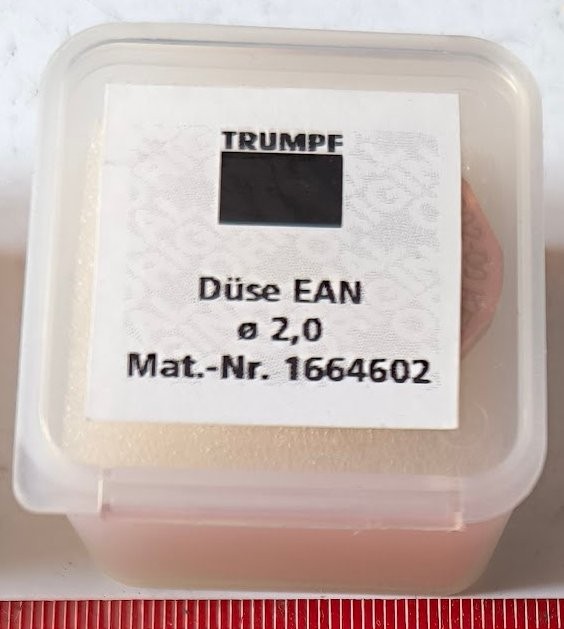 TRUMPF
Düse EAN
ø 2,0
Mat.-Nr. 1664602